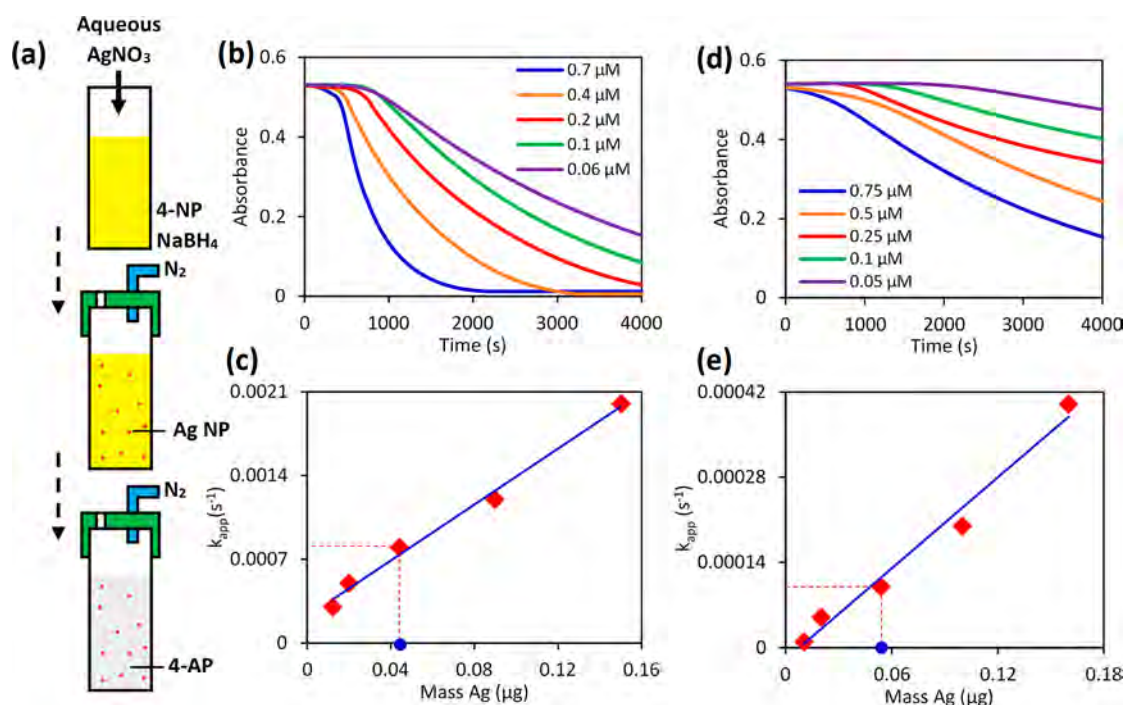 (a)
Aqueous
AgNO₃
4-NP
NaBH₄
N₂
Ag NP
N₂
4-AP
(b)
0.6
0.4
0.2
0
Absorbance
0.7 µM
0.4 µM
0.2 µM
0.1 µM
0.06 µM
0 1000 2000 3000 4000
Time (s)
(c)
0.0021
0.0014
0.0007
0
kapp(s⁻¹)
0 0.04 0.08 0.12 0.16
Mass Ag (µg)
(d)
0.6
0.4
0.2
0
Absorbance
0.75 µM
0.5 µM
0.25 µM
0.1 µM
0.05 µM
0 1000 2000 3000 4000
Time (s)
(e)
0.00042
0.00028
0.00014
0
kapp (s⁻¹)
0 0.06 0.12 0.18
Mass Ag (µg)